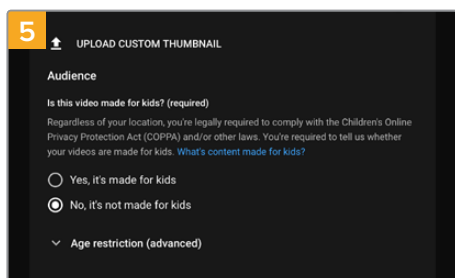 5
UPLOAD CUSTOM THUMBNAIL
Audience
Is this video made for kids? (required)
Regardless of your location, you're legally required to comply with the Children's Online
Privacy Protection Act (COPPA) and/or other laws. You're required to tell us whether
your videos are made for kids. What's content made for kids?
Yes, it's made for kids
No, it's not made for kids
Age restriction (advanced)